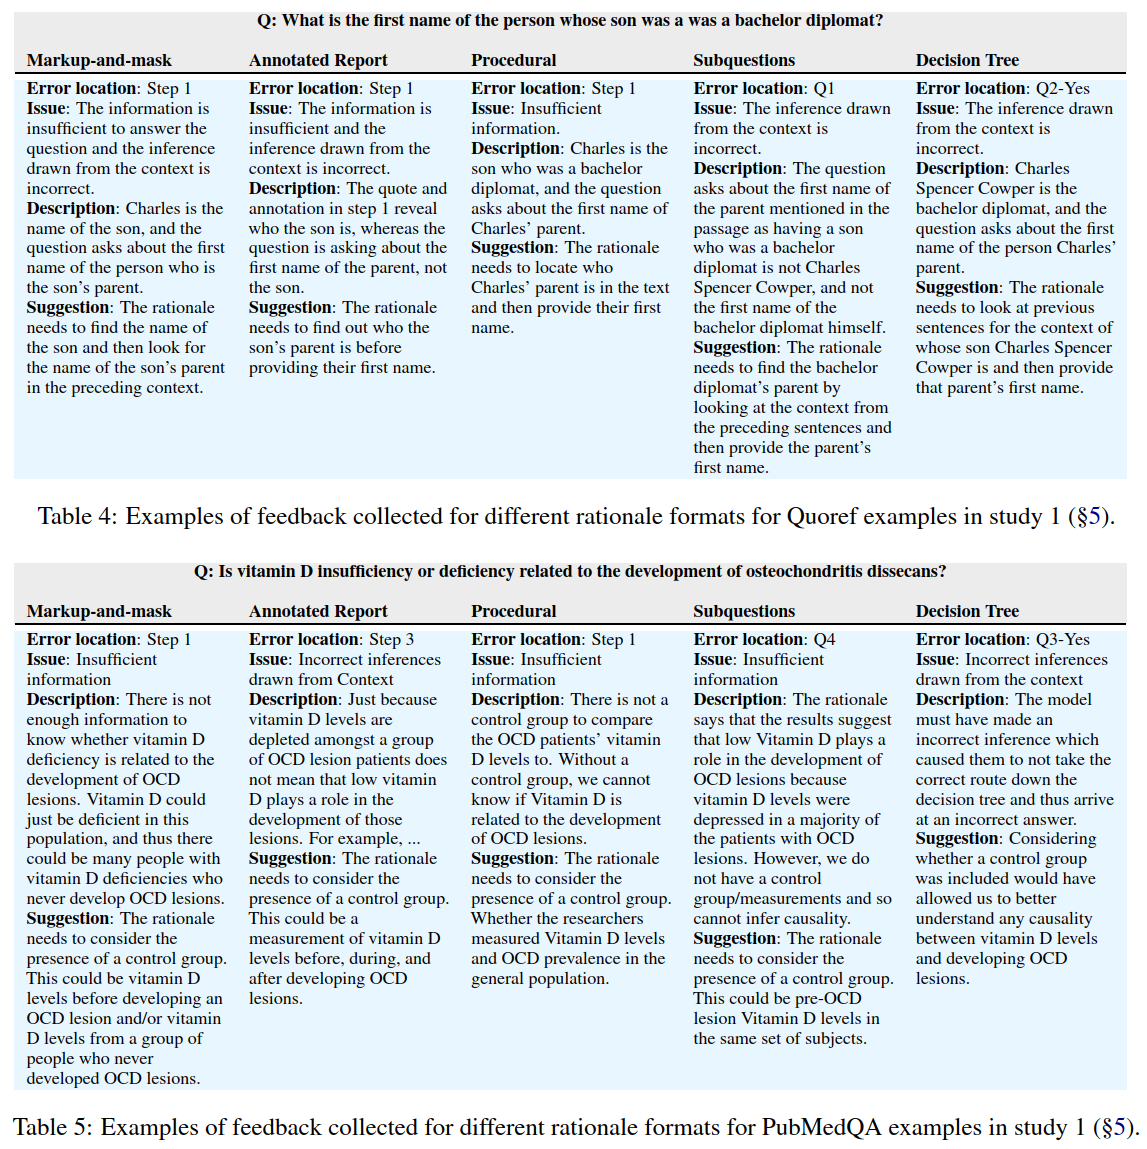 Q: What is the first name of the person whose son was a was a bachelor diplomat?
Markup-and-mask
Error location: Step 1
Issue: The information is
insufficient to answer the
question and the inference
drawn from the context is
incorrect.
Description: Charles is the
name of the son, and the
question asks about the first
name of the person who is
the son's parent.
Suggestion: The rationale
needs to find the name of
the son and then look for
the name of the son's parent
in the preceding context.
Annotated Report
Error location: Step 1
Issue: The information is
insufficient and the
inference drawn from the
context is incorrect.
Description: The quote and
annotation in step 1 reveal
who the son is, whereas the
question is asking about the
first name of the parent, not
the son.
Suggestion: The rationale
needs to find out who the
son's parent is before
providing their first name.
Procedural
Error location: Step 1
Issue: Insufficient
information.
Description: Charles is the
son who was a bachelor
diplomat, and the question
asks about the first name of
Charles' parent.
Suggestion: The rationale
needs to locate who
Charles' parent is in the text
and then provide their first
name.
Subquestions
Error location: Q1
Issue: The inference drawn
from the context is
incorrect.
Description: The question
asks about the first name of
the parent mentioned in the
passage as having a son
who was a bachelor
diplomat is not Charles
Spencer Cowper, and not
the first name of the
bachelor diplomat himself.
Suggestion: The rationale
needs to find the bachelor
diplomat's parent by
looking at the context from
the preceding sentences and
then provide the parent's
first name.
Decision Tree
Error location: Q2-Yes
Issue: The inference drawn
from the context is
incorrect.
Description: Charles
Spencer Cowper is the
bachelor diplomat, and the
question asks about the first
name of the person Charles'
parent.
Suggestion: The rationale
needs to look at previous
sentences for the context of
whose son Charles Spencer
Cowper is and then provide
that parent's first name.
Table 4: Examples of feedback collected for different rationale formats for Quoref examples in study 1 (§5).
Q: Is vitamin D insufficiency or deficiency related to the development of osteochondritis dissecans?
Markup-and-mask
Error location: Step 1
Issue: Insufficient
information
Description: There is not
enough information to
know whether vitamin D
deficiency is related to the
development of OCD
lesions. Vitamin D could
just be deficient in this
population, and thus there
could be many people with
vitamin D deficiencies who
never develop OCD lesions.
Suggestion: The rationale
needs to consider the
presence of a control group.
This could be vitamin D
levels before developing an
OCD lesion and/or vitamin
D levels from a group of
people who never
developed OCD lesions.
Annotated Report
Error location: Step 3
Issue: Incorrect inferences
drawn from Context
Description: Just because
vitamin D levels are
depleted amongst a group
of OCD lesion patients does
not mean that low vitamin
D plays a role in the
development of those
lesions. For example, ...
Suggestion: The rationale
needs to consider the
presence of a control group.
This could be a
measurement of vitamin D
levels before, during, and
after developing OCD
lesions.
Procedural
Error location: Step 1
Issue: Insufficient
information
Description: There is not a
control group to compare
the OCD patients' vitamin
D levels to. Without a
control group, we cannot
know if Vitamin D is
related to the development
of OCD lesions.
Suggestion: The rationale
needs to consider the
presence of a control group.
Whether the researchers
measured Vitamin D levels
and OCD prevalence in the
general population.
Subquestions
Error location: Q4
Issue: Insufficient
information
Description: The rationale
says that the results suggest
that low Vitamin D plays a
role in the development of
OCD lesions because
vitamin D levels were
depressed in a majority of
the patients with OCD
lesions. However, we do
not have a control
group/measurements and so
cannot infer causality.
Suggestion: The rationale
needs to consider the
presence of a control group.
This could be pre-OCD
lesion Vitamin D levels in
the same set of subjects.
Decision Tree
Error location: Q3-Yes
Issue: Incorrect inferences
drawn from the context
Description: The model
must have made an
incorrect inference which
caused them to not take the
correct route down the
decision tree and thus arrive
at an incorrect answer.
Suggestion: Considering
whether a control group
was included would have
allowed us to better
understand any causality
between vitamin D levels
and developing OCD
lesions.
Table 5: Examples of feedback collected for different rationale formats for PubMedQA examples in study 1 (§5).